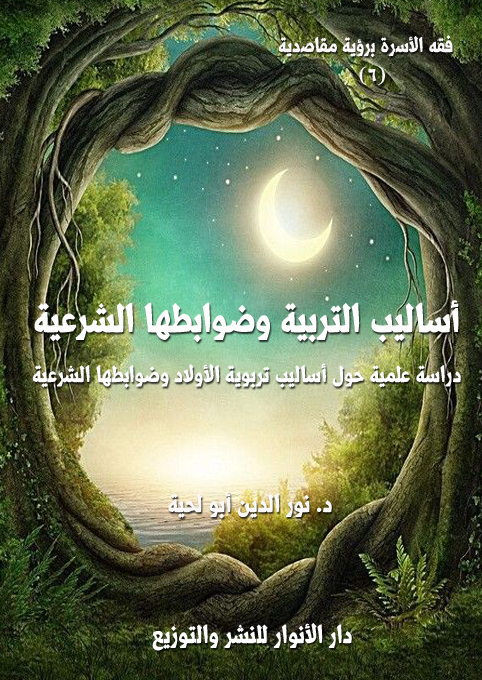 فقه الأسرة برؤية مقاصدية
(٦)
أساليب التربية وضوابطها الشرعية
دراسة علمية حول أساليب تربوية الأولاد وضوابطها الشرعية
د. نور الدين أبو لحية
دار الأنوار للنشر والتوزيع